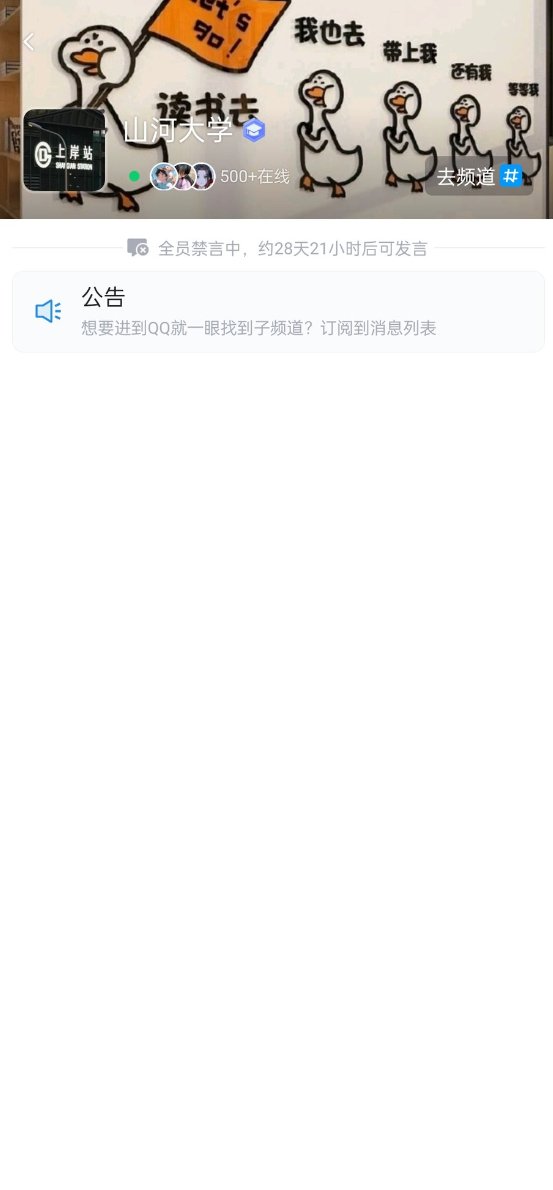 let's
go!
读书去
我也去
带上我
还有我
等等我
上岸站
SHANGAN STATION
山河大学
500+在线
去频道
全员禁言中，约28天21小时后可发言
公告
想要进到QQ就一眼找到子频道？订阅到消息列表